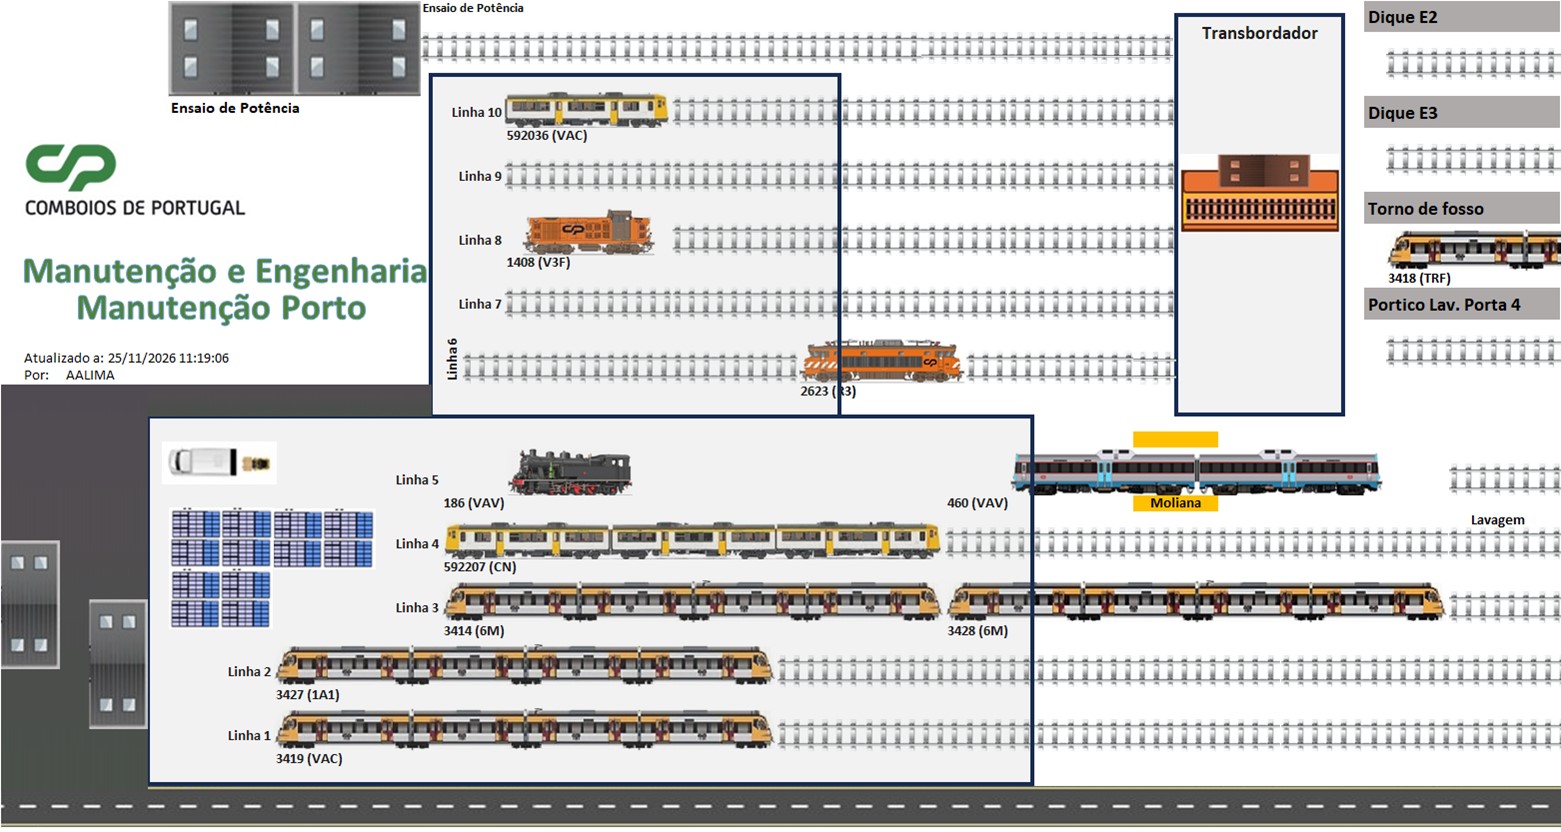 Ensaio de Potência
Ensaio de Potência
Transbordador
Dique E2
Dique E3
Torno de fosso
3418 (TRF)
Portico Lav. Porta 4
CP
COMBOIOS DE PORTUGAL
Manutenção e Engenharia
Manutenção Porto
Atualizado a: 25/11/2026 11:19:06
Por: AALIMA
Linha 10
592036 (VAC)
Linha 9
Linha 8
1408 (V3F)
Linha 7
Linha 6
2623 (R3)
Linha 5
186 (VAV)
460 (VAV)
Moliana
Lavagem
Linha 4
592207 (CN)
Linha 3
3414 (6M)
3428 (6M)
Linha 2
3427 (1A1)
Linha 1
3419 (VAC)